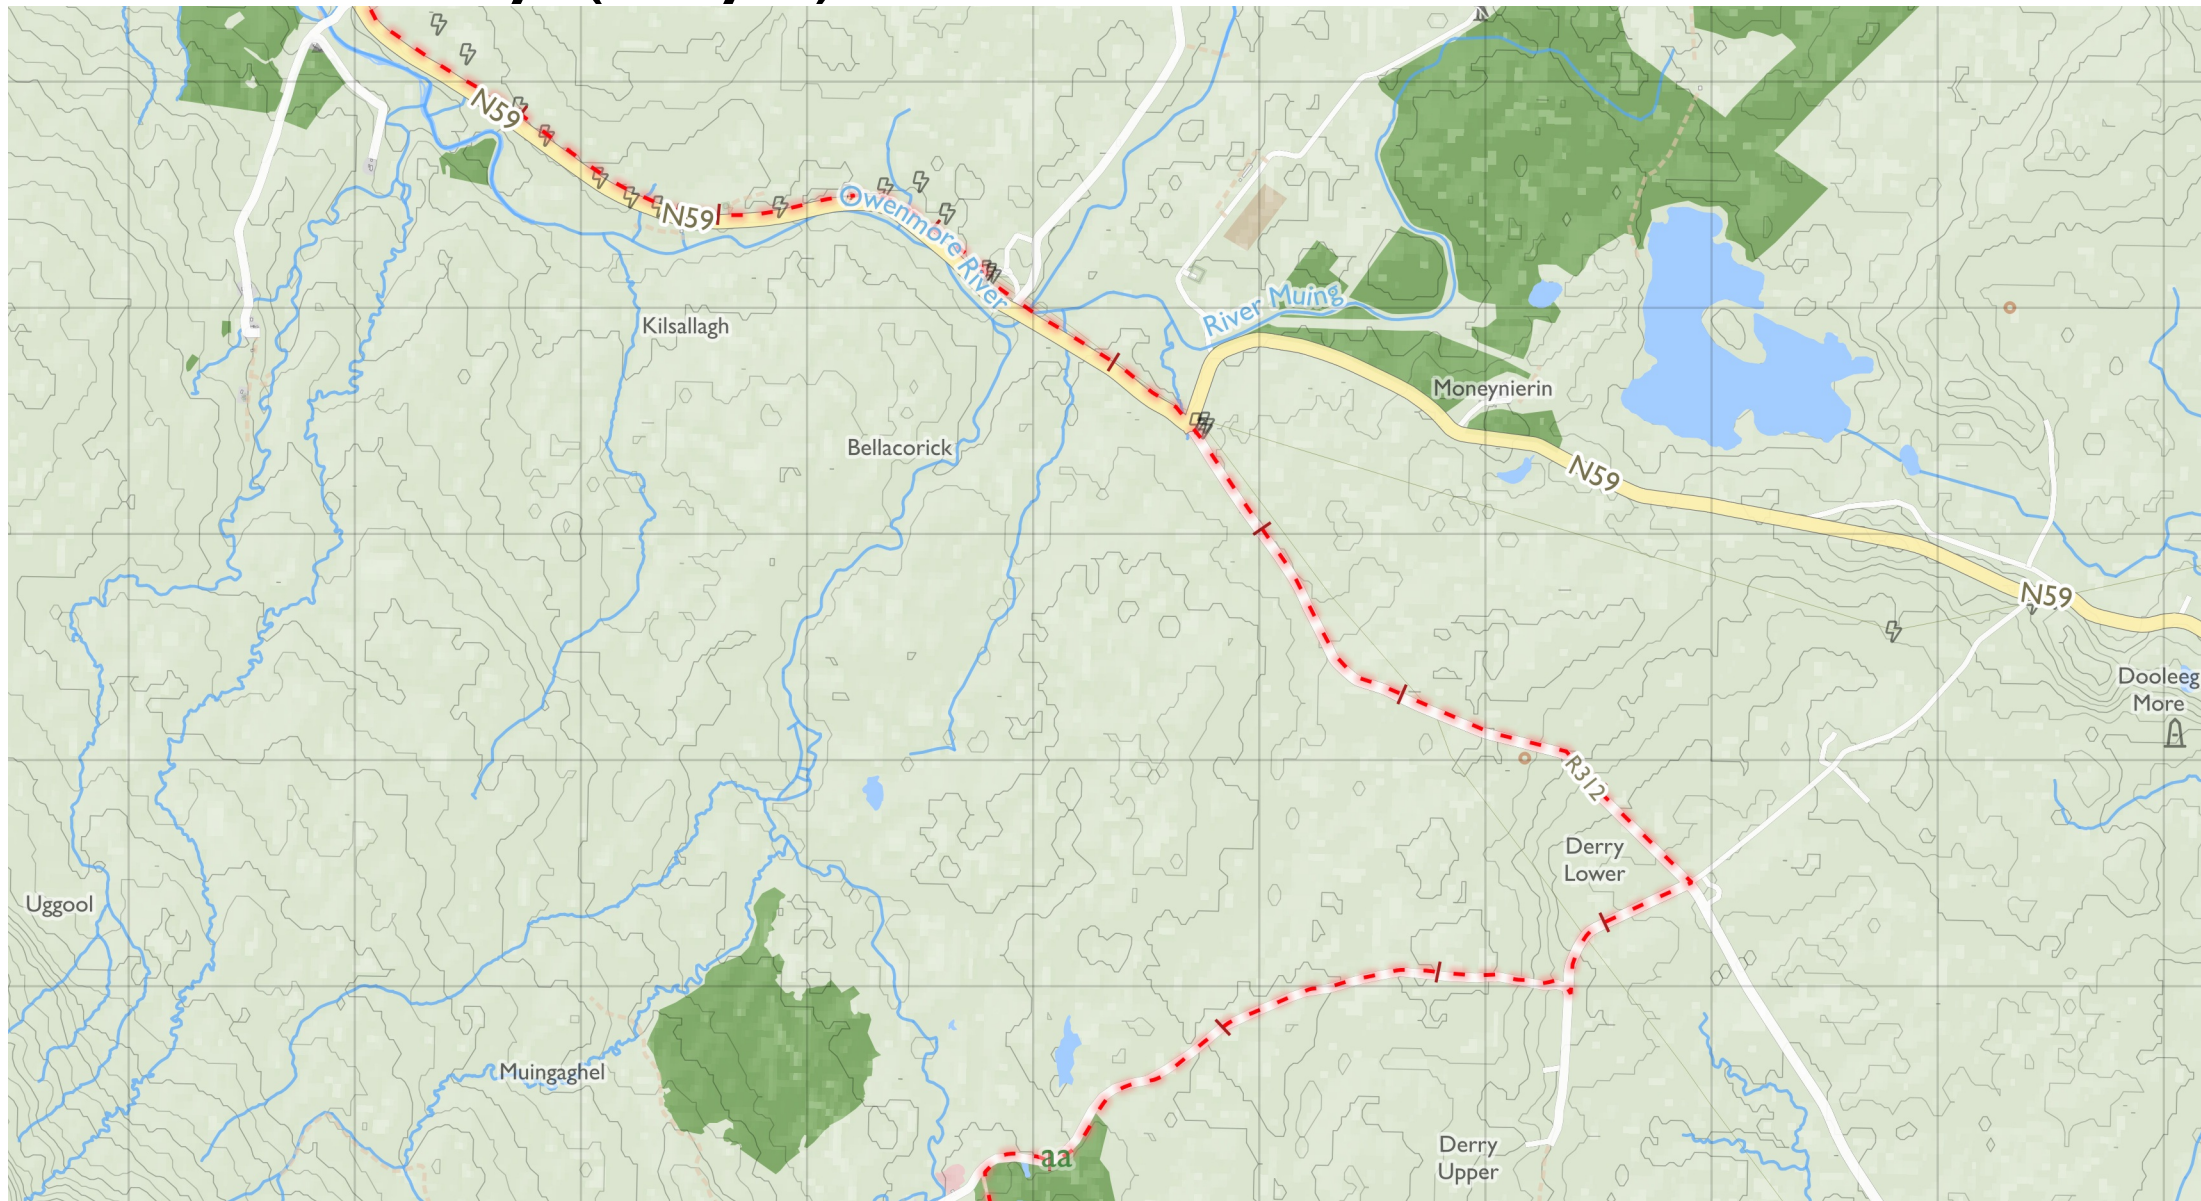 N59
N59
Owenmore River
River Muing
Kilsallagh
Moneynierin
Bellacorick
N59
N59
Dooleeg
More
R312
Derry
Lower
Uggool
Muingaghel
Derry
Upper
aa